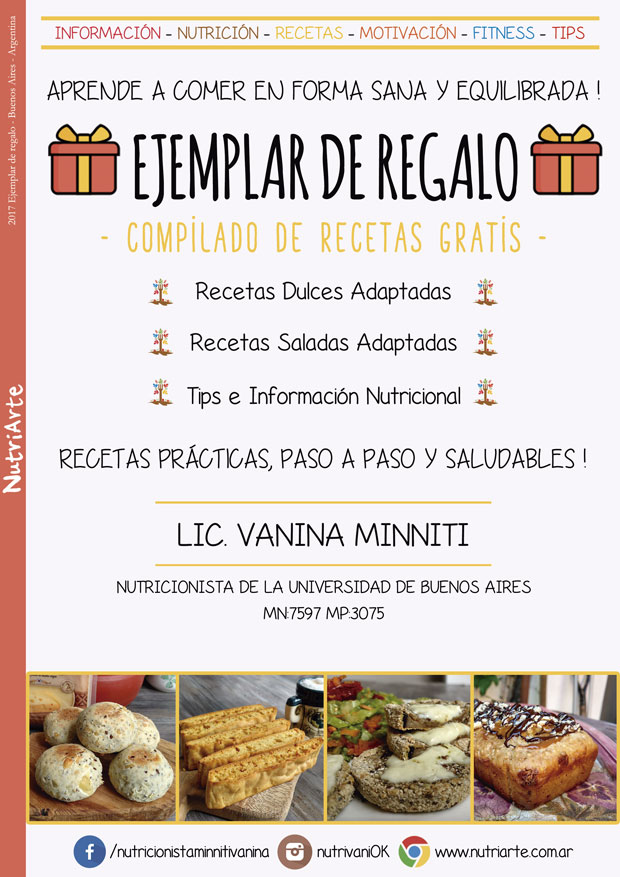 INFORMACIÓN - NUTRICIÓN - RECETAS - MOTIVACIÓN - FITNESS - TIPS
APRENDE A COMER EN FORMA SANA Y EQUILIBRADA !
EJEMPLAR DE REGALO
- COMPILADO DE RECETAS GRATIS -
Recetas Dulces Adaptadas
Recetas Saladas Adaptadas
Tips e Información Nutricional
RECETAS PRÁCTICAS, PASO A PASO Y SALUDABLES !
LIC. VANINA MINNITI
NUTRICIONISTA DE LA UNIVERSIDAD DE BUENOS AIRES
MN:7597 MP:3075
/nutricionistaminnitivanina nutrivaniOK www.nutriarte.com.ar
2017 Ejemplar de regalo - Buenos Aires - Argentina
NutriArte